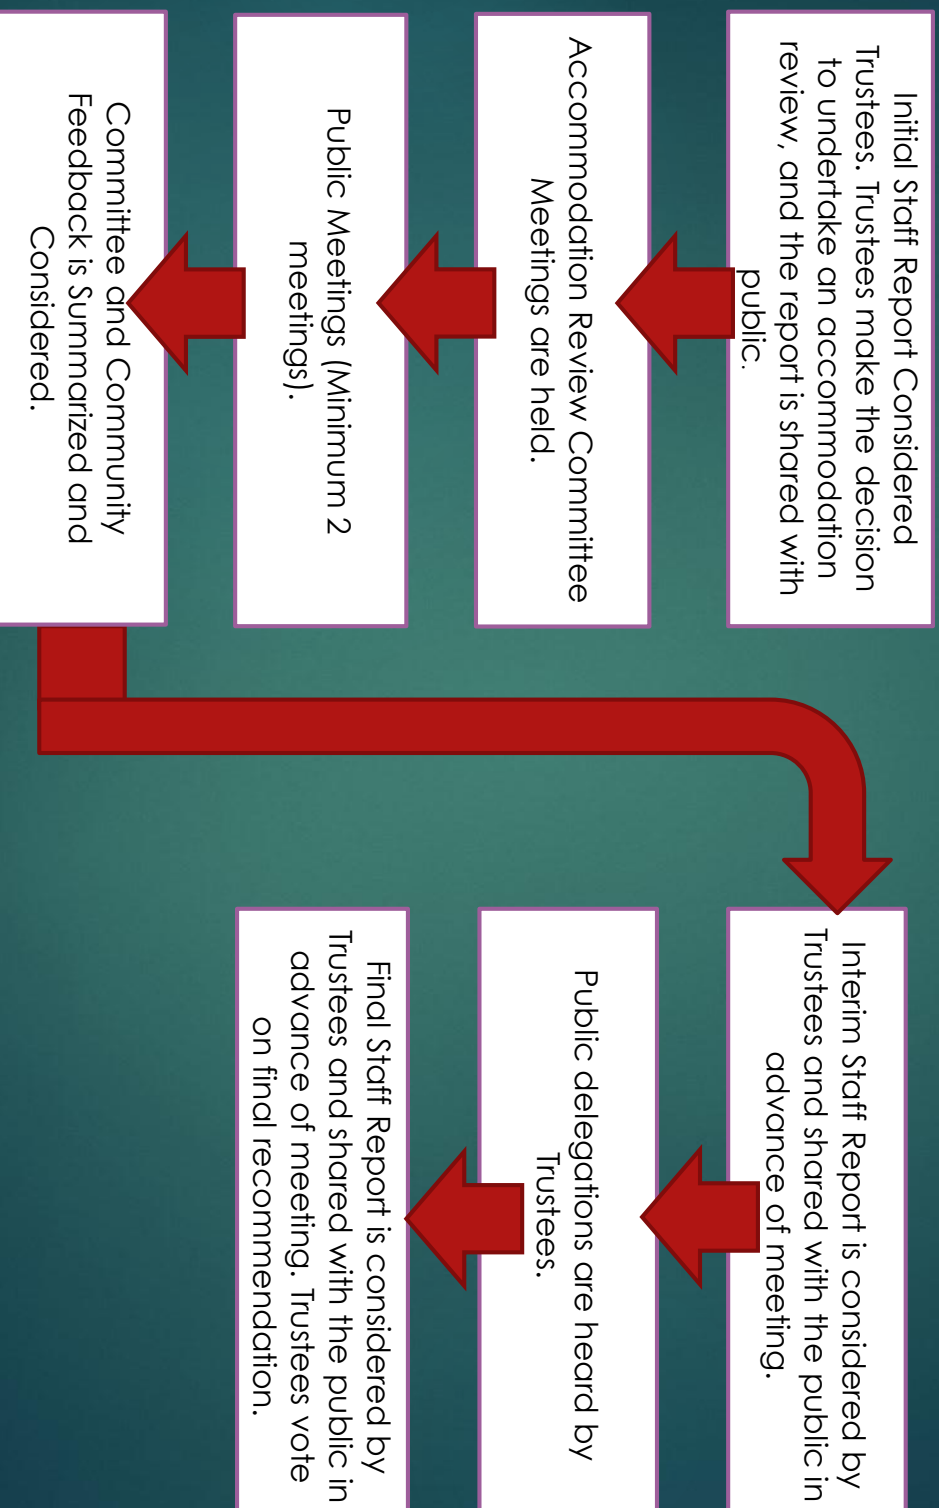 Initial Staff Report Considered
Trustees. Trustees make the decision
to undertake an accommodation
review, and the report is shared with
public.
Accommodation Review Committee
Meetings are held.
Public Meetings (Minimum 2
meetings).
Committee and Community
Feedback is Summarized and
Considered.
Interim Staff Report is considered by
Trustees and shared with the public in
advance of meeting.
Public delegations are heard by
Trustees.
Final Staff Report is considered by
Trustees and shared with the public in
advance of meeting. Trustees vote
on final recommendation.